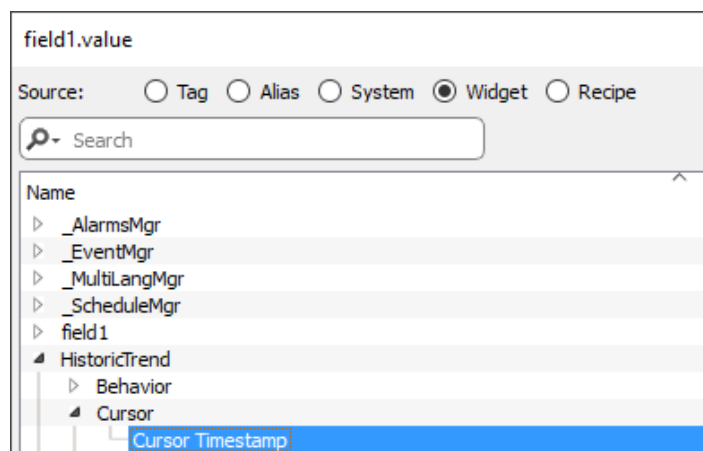 field1.value
Source: Tag Alias System Widget Recipe
Search
Name
_AlarmsMgr
_EventMgr
_MultiLangMgr
_ScheduleMgr
field1
HistoricTrend
Behavior
Cursor
Cursor Timestamp